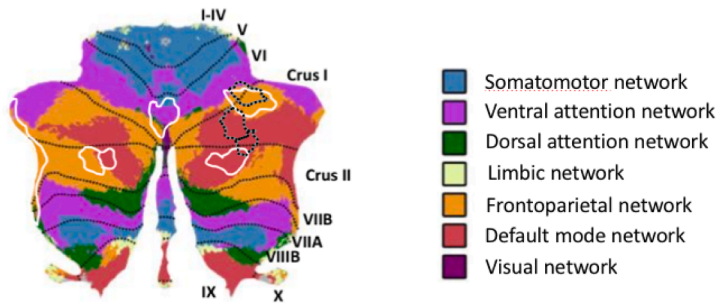 I-IV
V
VI
Crus I
Crus II
VIIB
VIIA
VIIIB
IX
X
Somatomotor network
Ventral attention network
Dorsal attention network
Limbic network
Frontoparietal network
Default mode network
Visual network